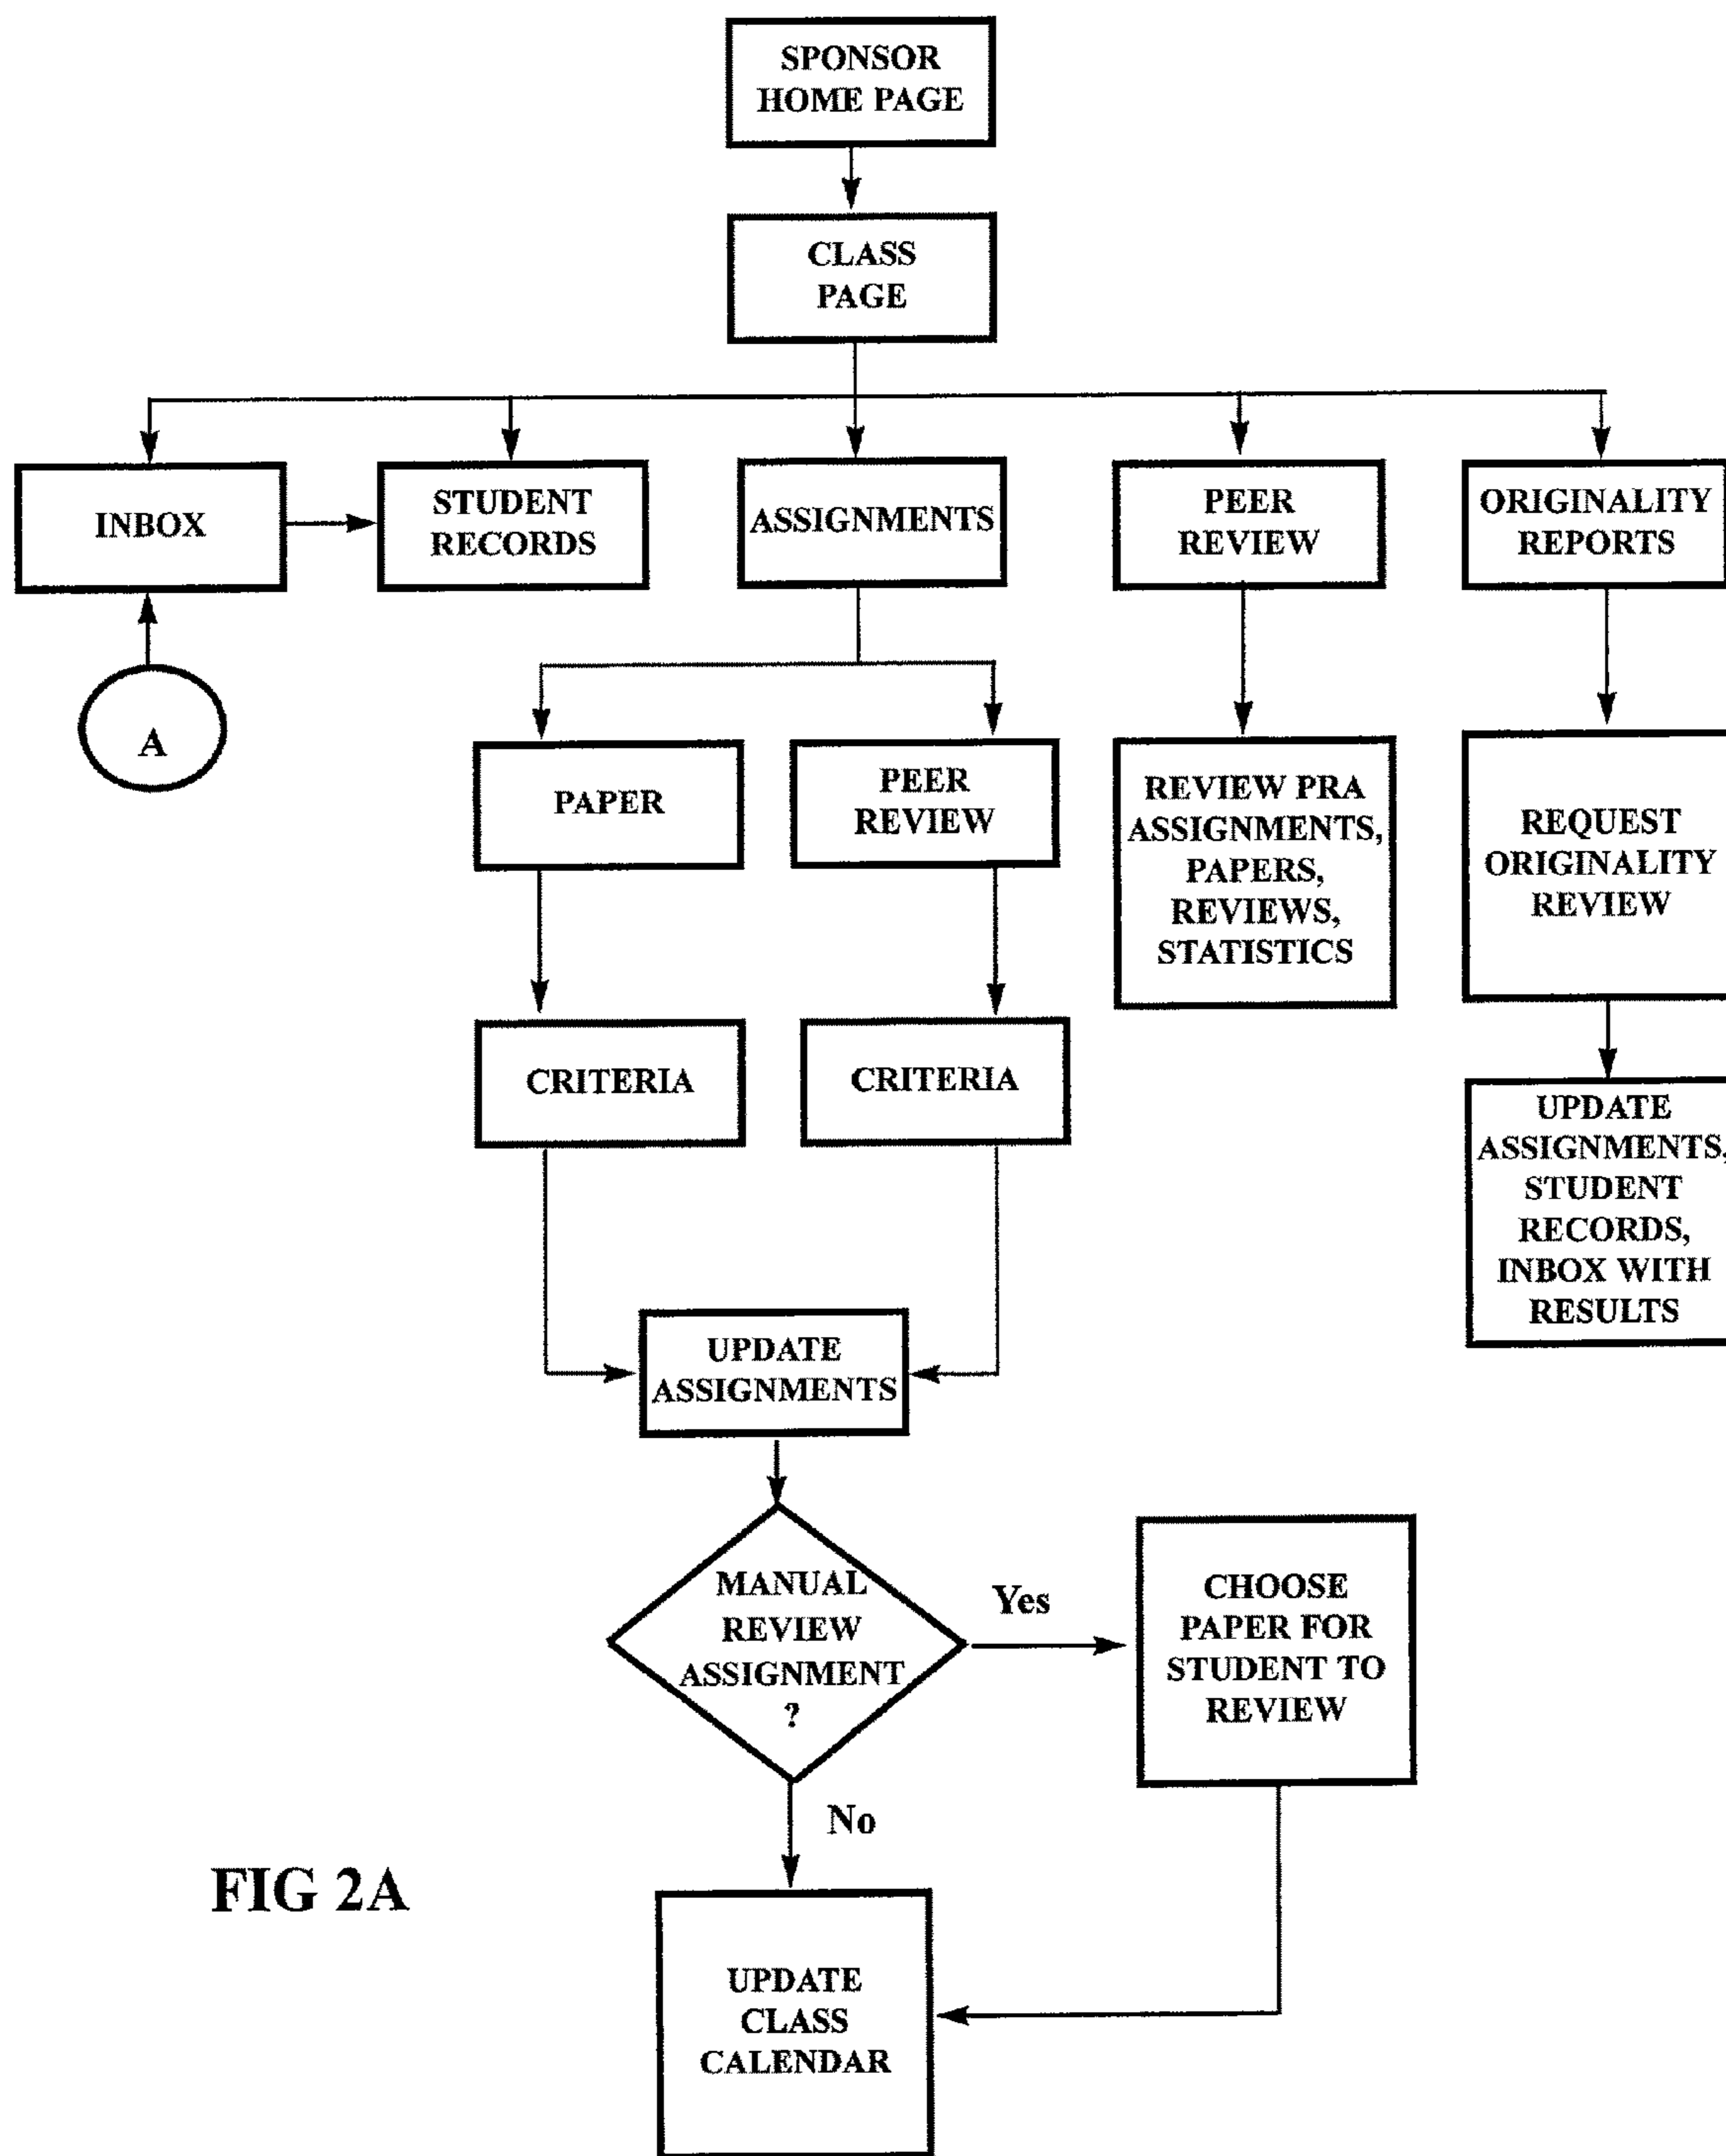 SPONSOR
HOME PAGE
CLASS
PAGE
INBOX
STUDENT
RECORDS
ASSIGNMENTS
PEER
REVIEW
ORIGINALITY
REPORTS
A
PAPER
PEER
REVIEW
REVIEW PRA
ASSIGNMENTS,
PAPERS,
REVIEWS,
STATISTICS
REQUEST
ORIGINALITY
REVIEW
CRITERIA
CRITERIA
UPDATE
ASSIGNMENTS,
STUDENT
RECORDS,
INBOX WITH
RESULTS
UPDATE
ASSIGNMENTS
MANUAL
REVIEW
ASSIGNMENT
?
Yes
CHOOSE
PAPER FOR
STUDENT TO
REVIEW
No
FIG 2A
UPDATE
CLASS
CALENDAR